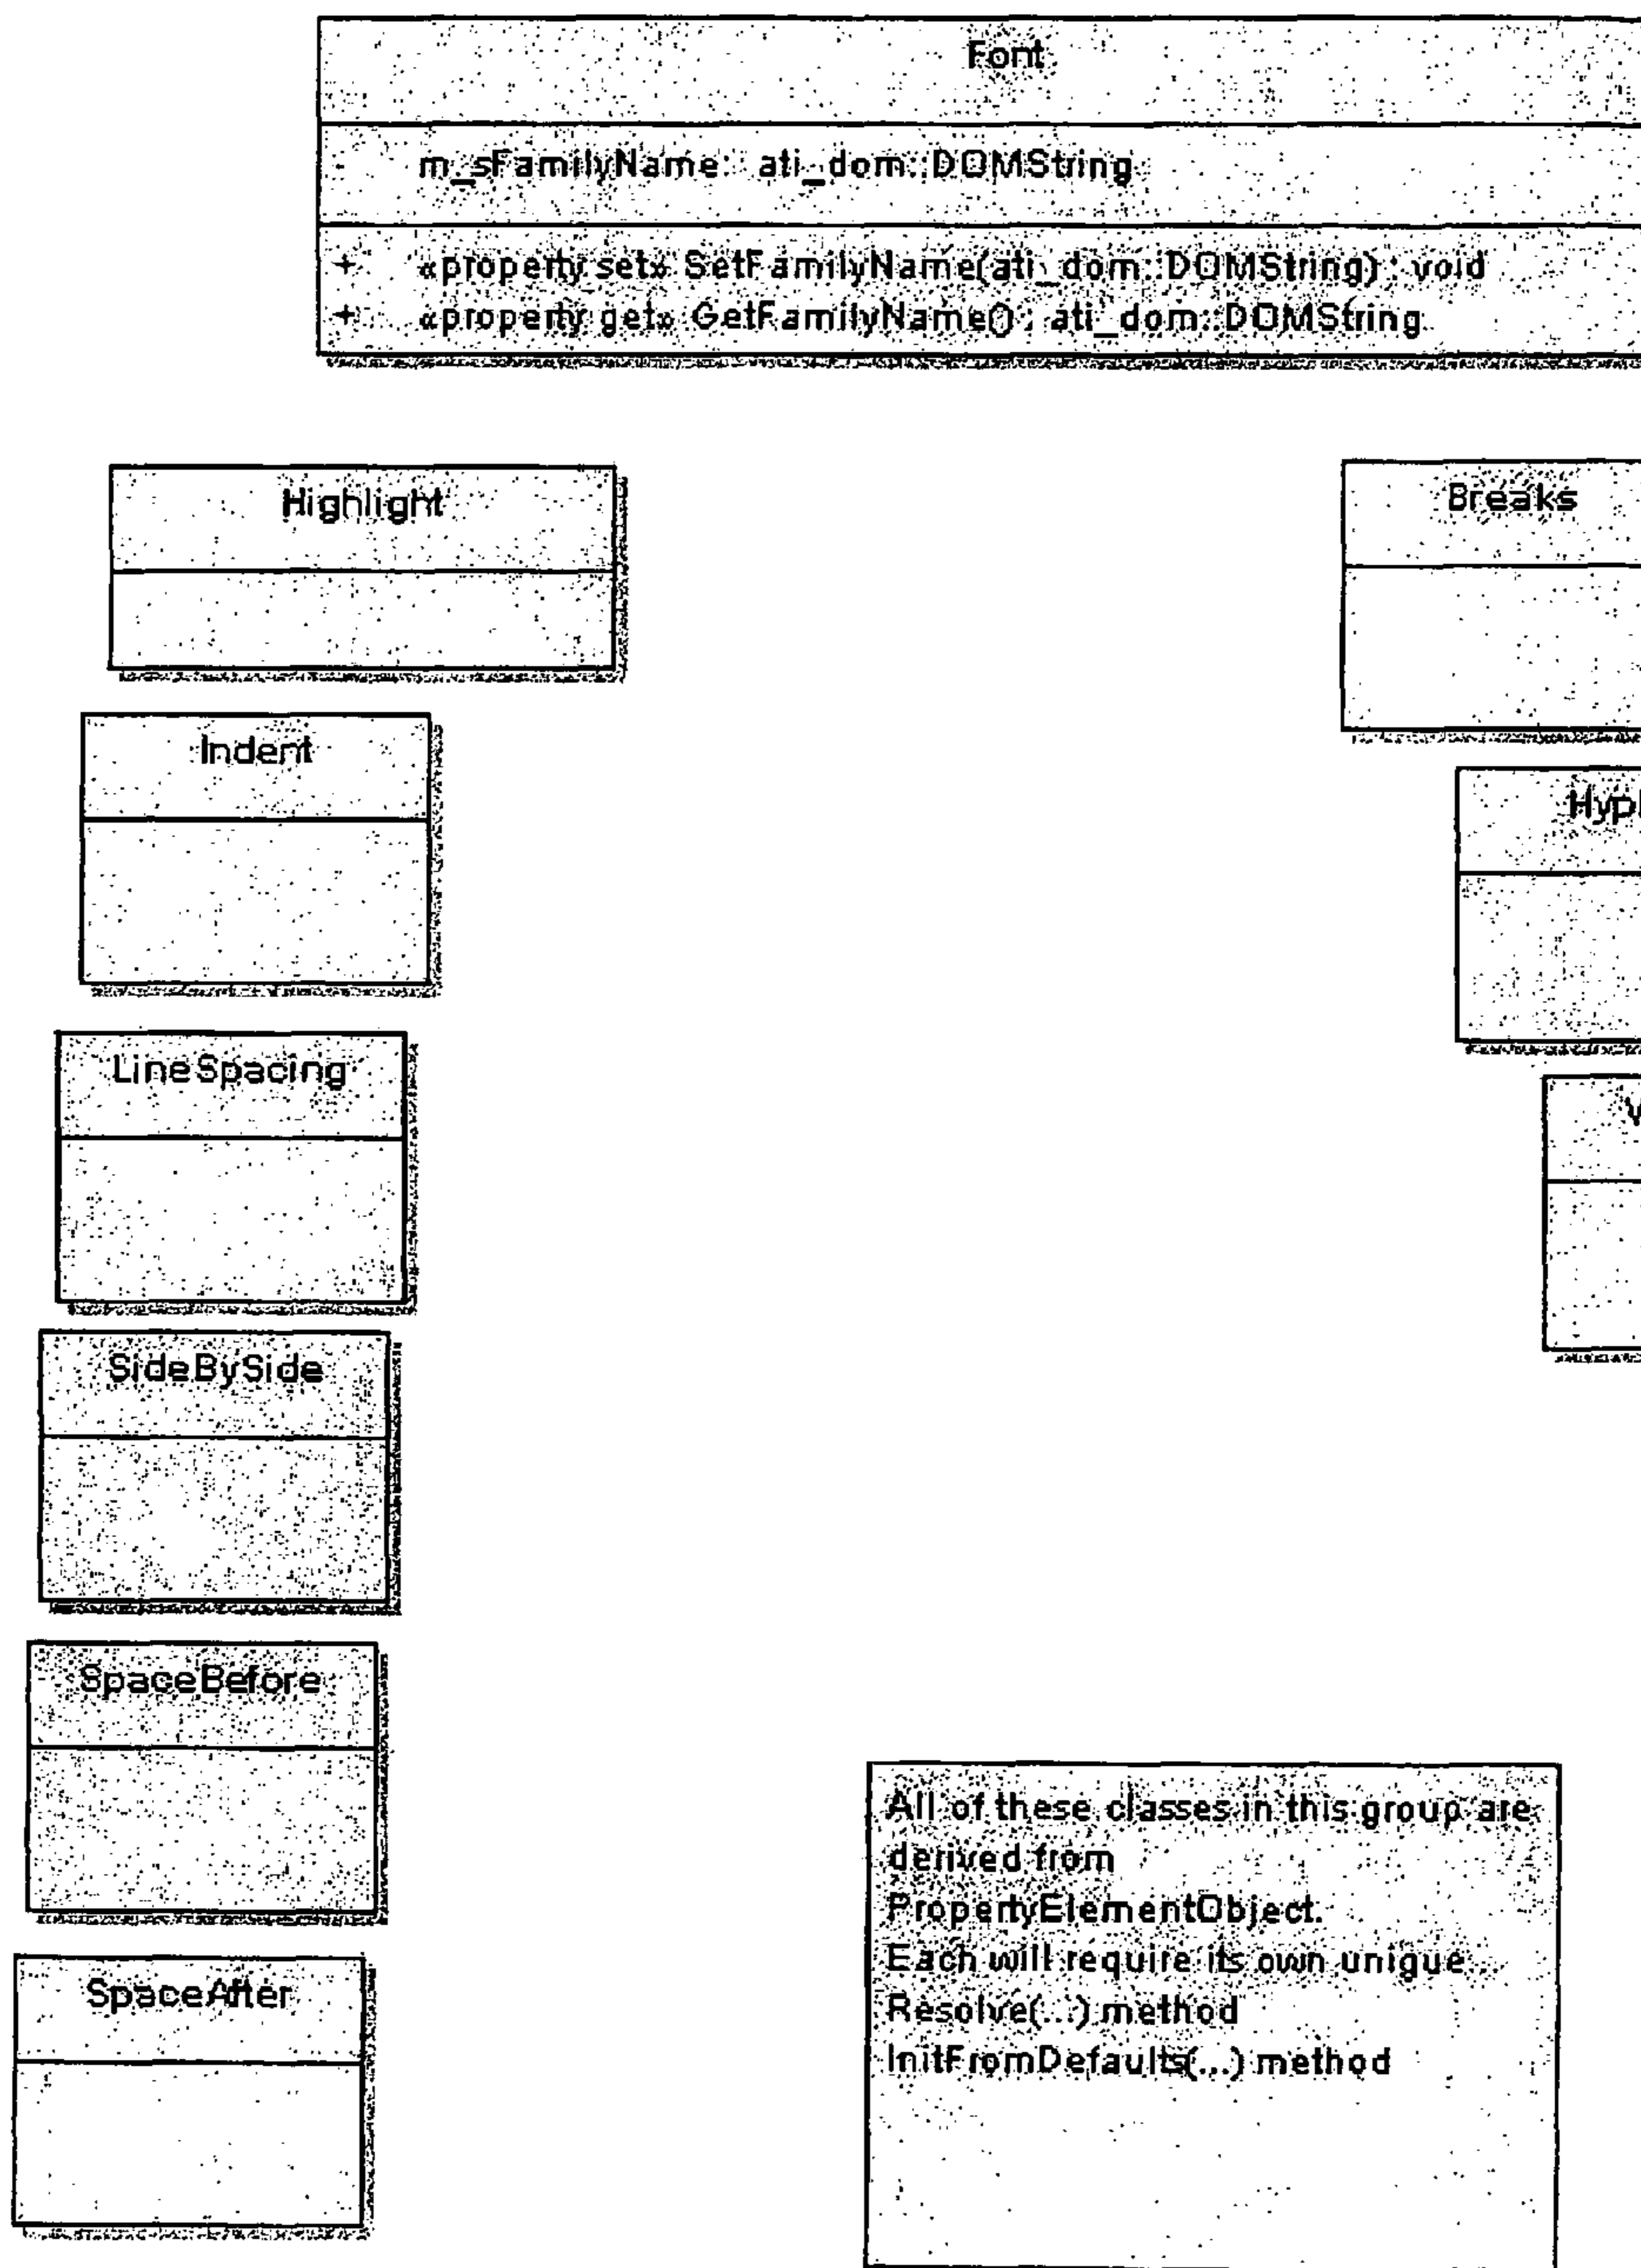 Font
- m_sFamilyName: ati_dom::DOMString
+ «property set» SetFamilyName(ati_dom::DOMString) : void
+ «property get» GetFamilyName() : ati_dom::DOMString
Highlight
Breaks
Indent
LineSpacing
SideBySide
SpaceBefore
SpaceAfter
All of these classes in this group are
derived from
PropertyElementObject.
Each will require its own unigue
Resolve(...) method
InitFromDefaults(...) method